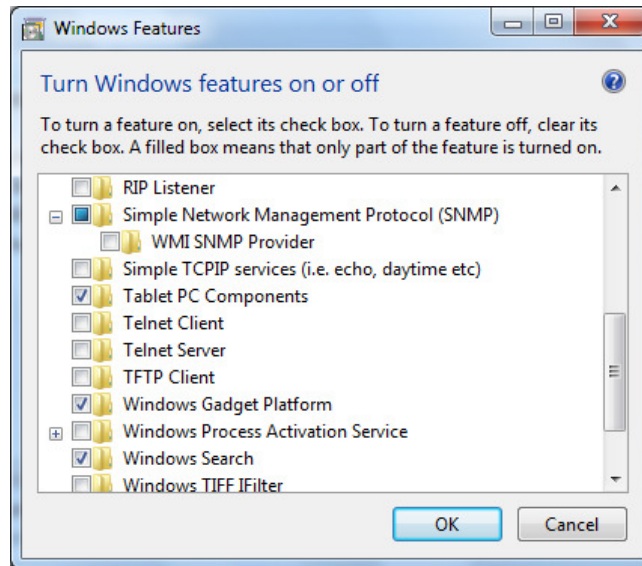 Windows Features
Turn Windows features on or off
To turn a feature on, select its check box. To turn a feature off, clear its
check box. A filled box means that only part of the feature is turned on.
RIP Listener
Simple Network Management Protocol (SNMP)
WMI SNMP Provider
Simple TCPIP services (i.e. echo, daytime etc)
Tablet PC Components
Telnet Client
Telnet Server
TFTP Client
Windows Gadget Platform
Windows Process Activation Service
Windows Search
Windows TIFF IFilter
OK Cancel